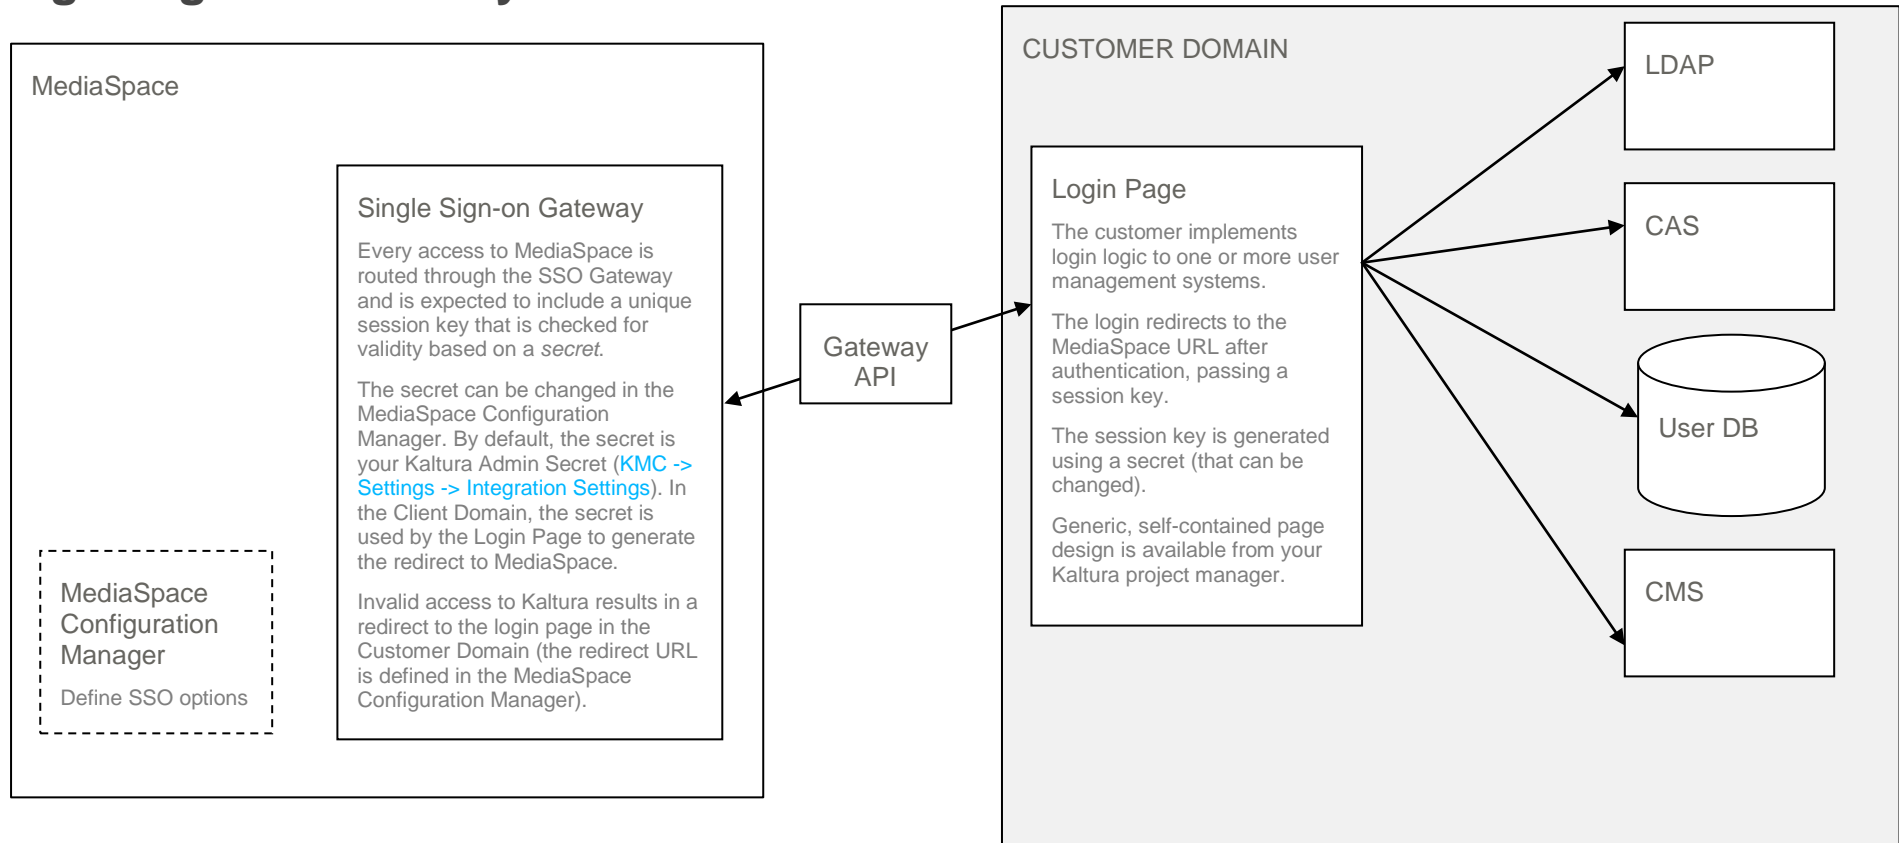 MediaSpace
Single Sign-on Gateway
Every access to MediaSpace is
routed through the SSO Gateway
and is expected to include a unique
session key that is checked for
validity based on a secret.
The secret can be changed in the
MediaSpace Configuration
Manager. By default, the secret is
your Kaltura Admin Secret (KMC ->
Settings -> Integration Settings). In
the Client Domain, the secret is
used by the Login Page to generate
the redirect to MediaSpace.
Invalid access to Kaltura results in a
redirect to the login page in the
Customer Domain (the redirect URL
is defined in the MediaSpace
Configuration Manager).
MediaSpace
Configuration
Manager
Define SSO options
Gateway
API
CUSTOMER DOMAIN
Login Page
The customer implements
login logic to one or more user
management systems.
The login redirects to the
MediaSpace URL after
authentication, passing a
session key.
The session key is generated
using a secret (that can be
changed).
Generic, self-contained page
design is available from your
Kaltura project manager.
LDAP
CAS
User DB
CMS